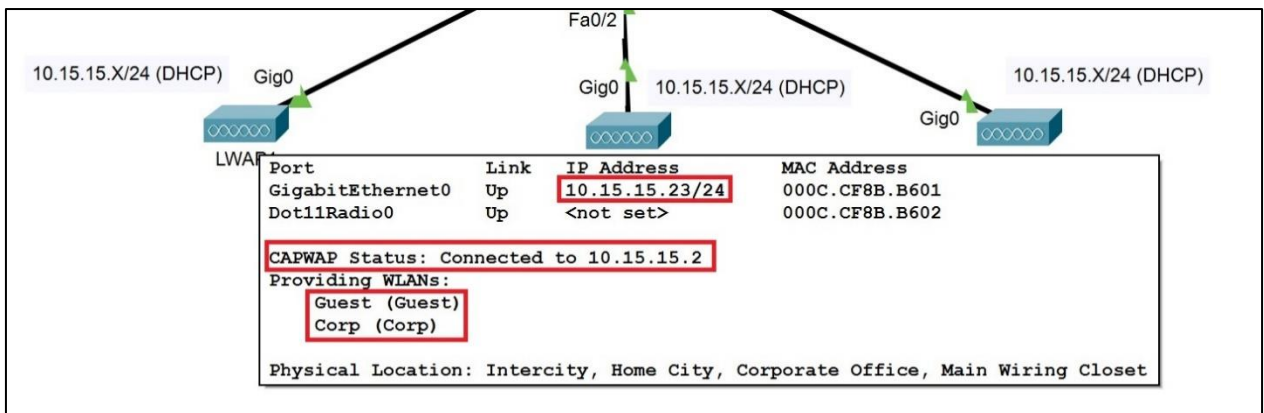 Fa0/2
10.15.15.X/24 (DHCP)
Gig0
Gig0
10.15.15.X/24 (DHCP)
10.15.15.X/24 (DHCP)
Gig0
Port Link IP Address MAC Address
GigabitEthernet0 Up 10.15.15.23/24 000C.CF8B.B601
Dot11Radio0 Up <not set> 000C.CF8B.B602
CAPWAP Status: Connected to 10.15.15.2
Providing WLANs:
Guest (Guest)
Corp (Corp)
Physical Location: Intercity, Home City, Corporate Office, Main Wiring Closet